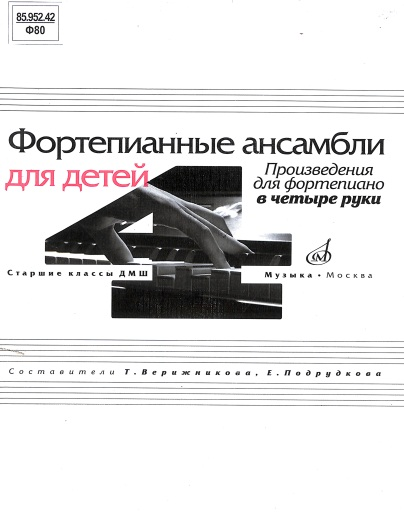 85.952.42
Ф80
Фортепианные ансамбли
для детей
Произведения
для фортепиано
в четыре руки
Старшие классы ДМШ
Музыка • Москва
Составители Т. Верижникова, Е. Подрудкова